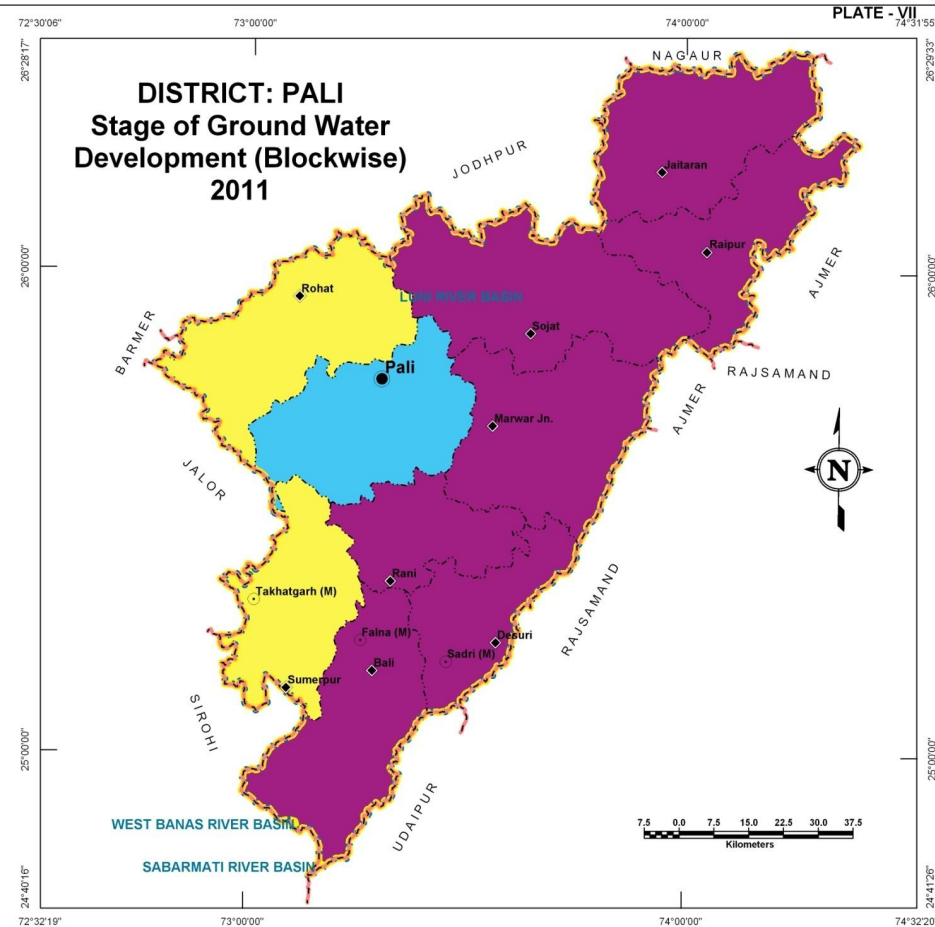 PLATE - VII
72°30'06"
73°00'00"
74°00'00"
74°31'55"
26°28'17"
26°29'33"
DISTRICT: PALI
Stage of Ground Water
Development (Blockwise)
2011
NAGAUR
JODHPUR
Jaitaran
Raipur
AJMER
26°00'00"
26°00'00"
Rohat
LUNI RIVER BASIN
Sojat
BARMER
Pali
RAJSAMAND
AJMER
Marwar Jn.
N
JALOR
Rani
Takhatgarh (M)
RAJSAMAND
Falna (M)
Desuri
Sadri (M)
Bali
Sumerpur
SIROHI
25°00'00"
25°00'00"
UDAIPUR
WEST BANAS RIVER BASIN
7.5 0.0 7.5 15.0 22.5 30.0 37.5
Kilometers
SABARMATI RIVER BASIN
24°40'16"
24°41'26"
72°32'19"
73°00'00"
74°00'00"
74°32'20"